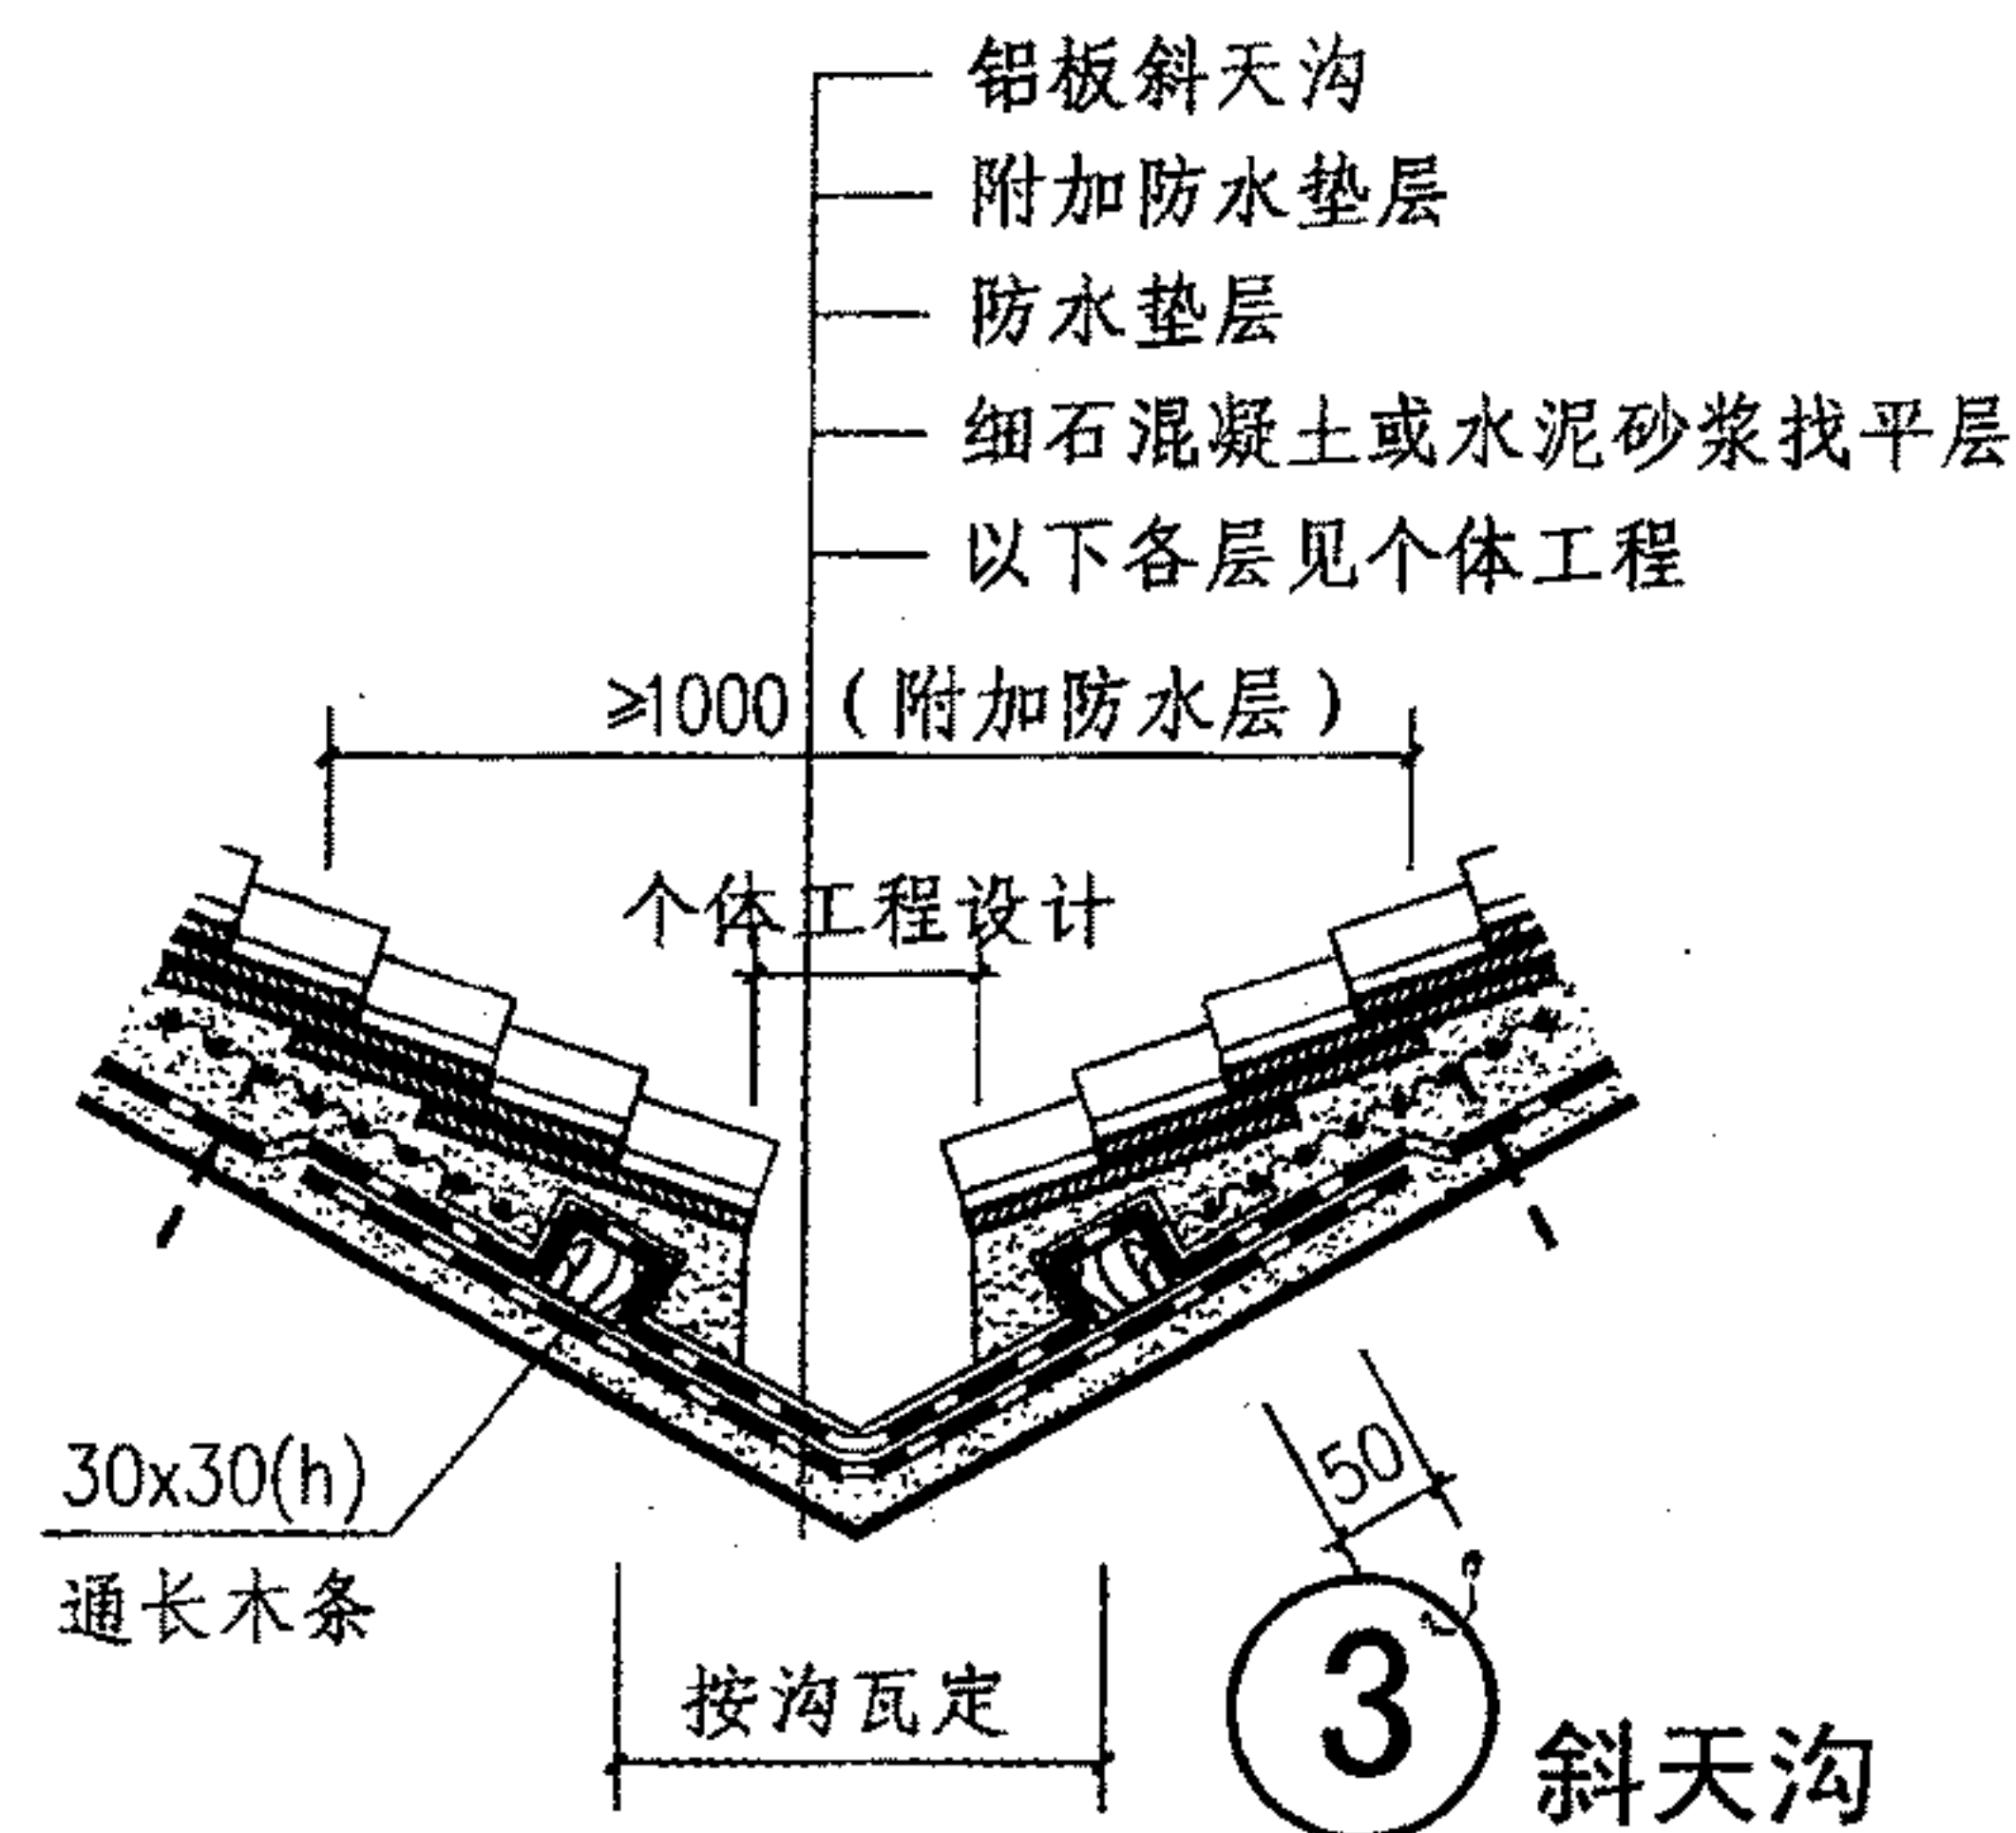 铝板斜天沟
附加防水垫层
防水垫层
细石混凝土或水泥砂浆找平层
以下各层见个体工程
≥1000（附加防水层）
个体工程设计
30x30(h)
通长木条
50
按沟瓦定
3
斜天沟